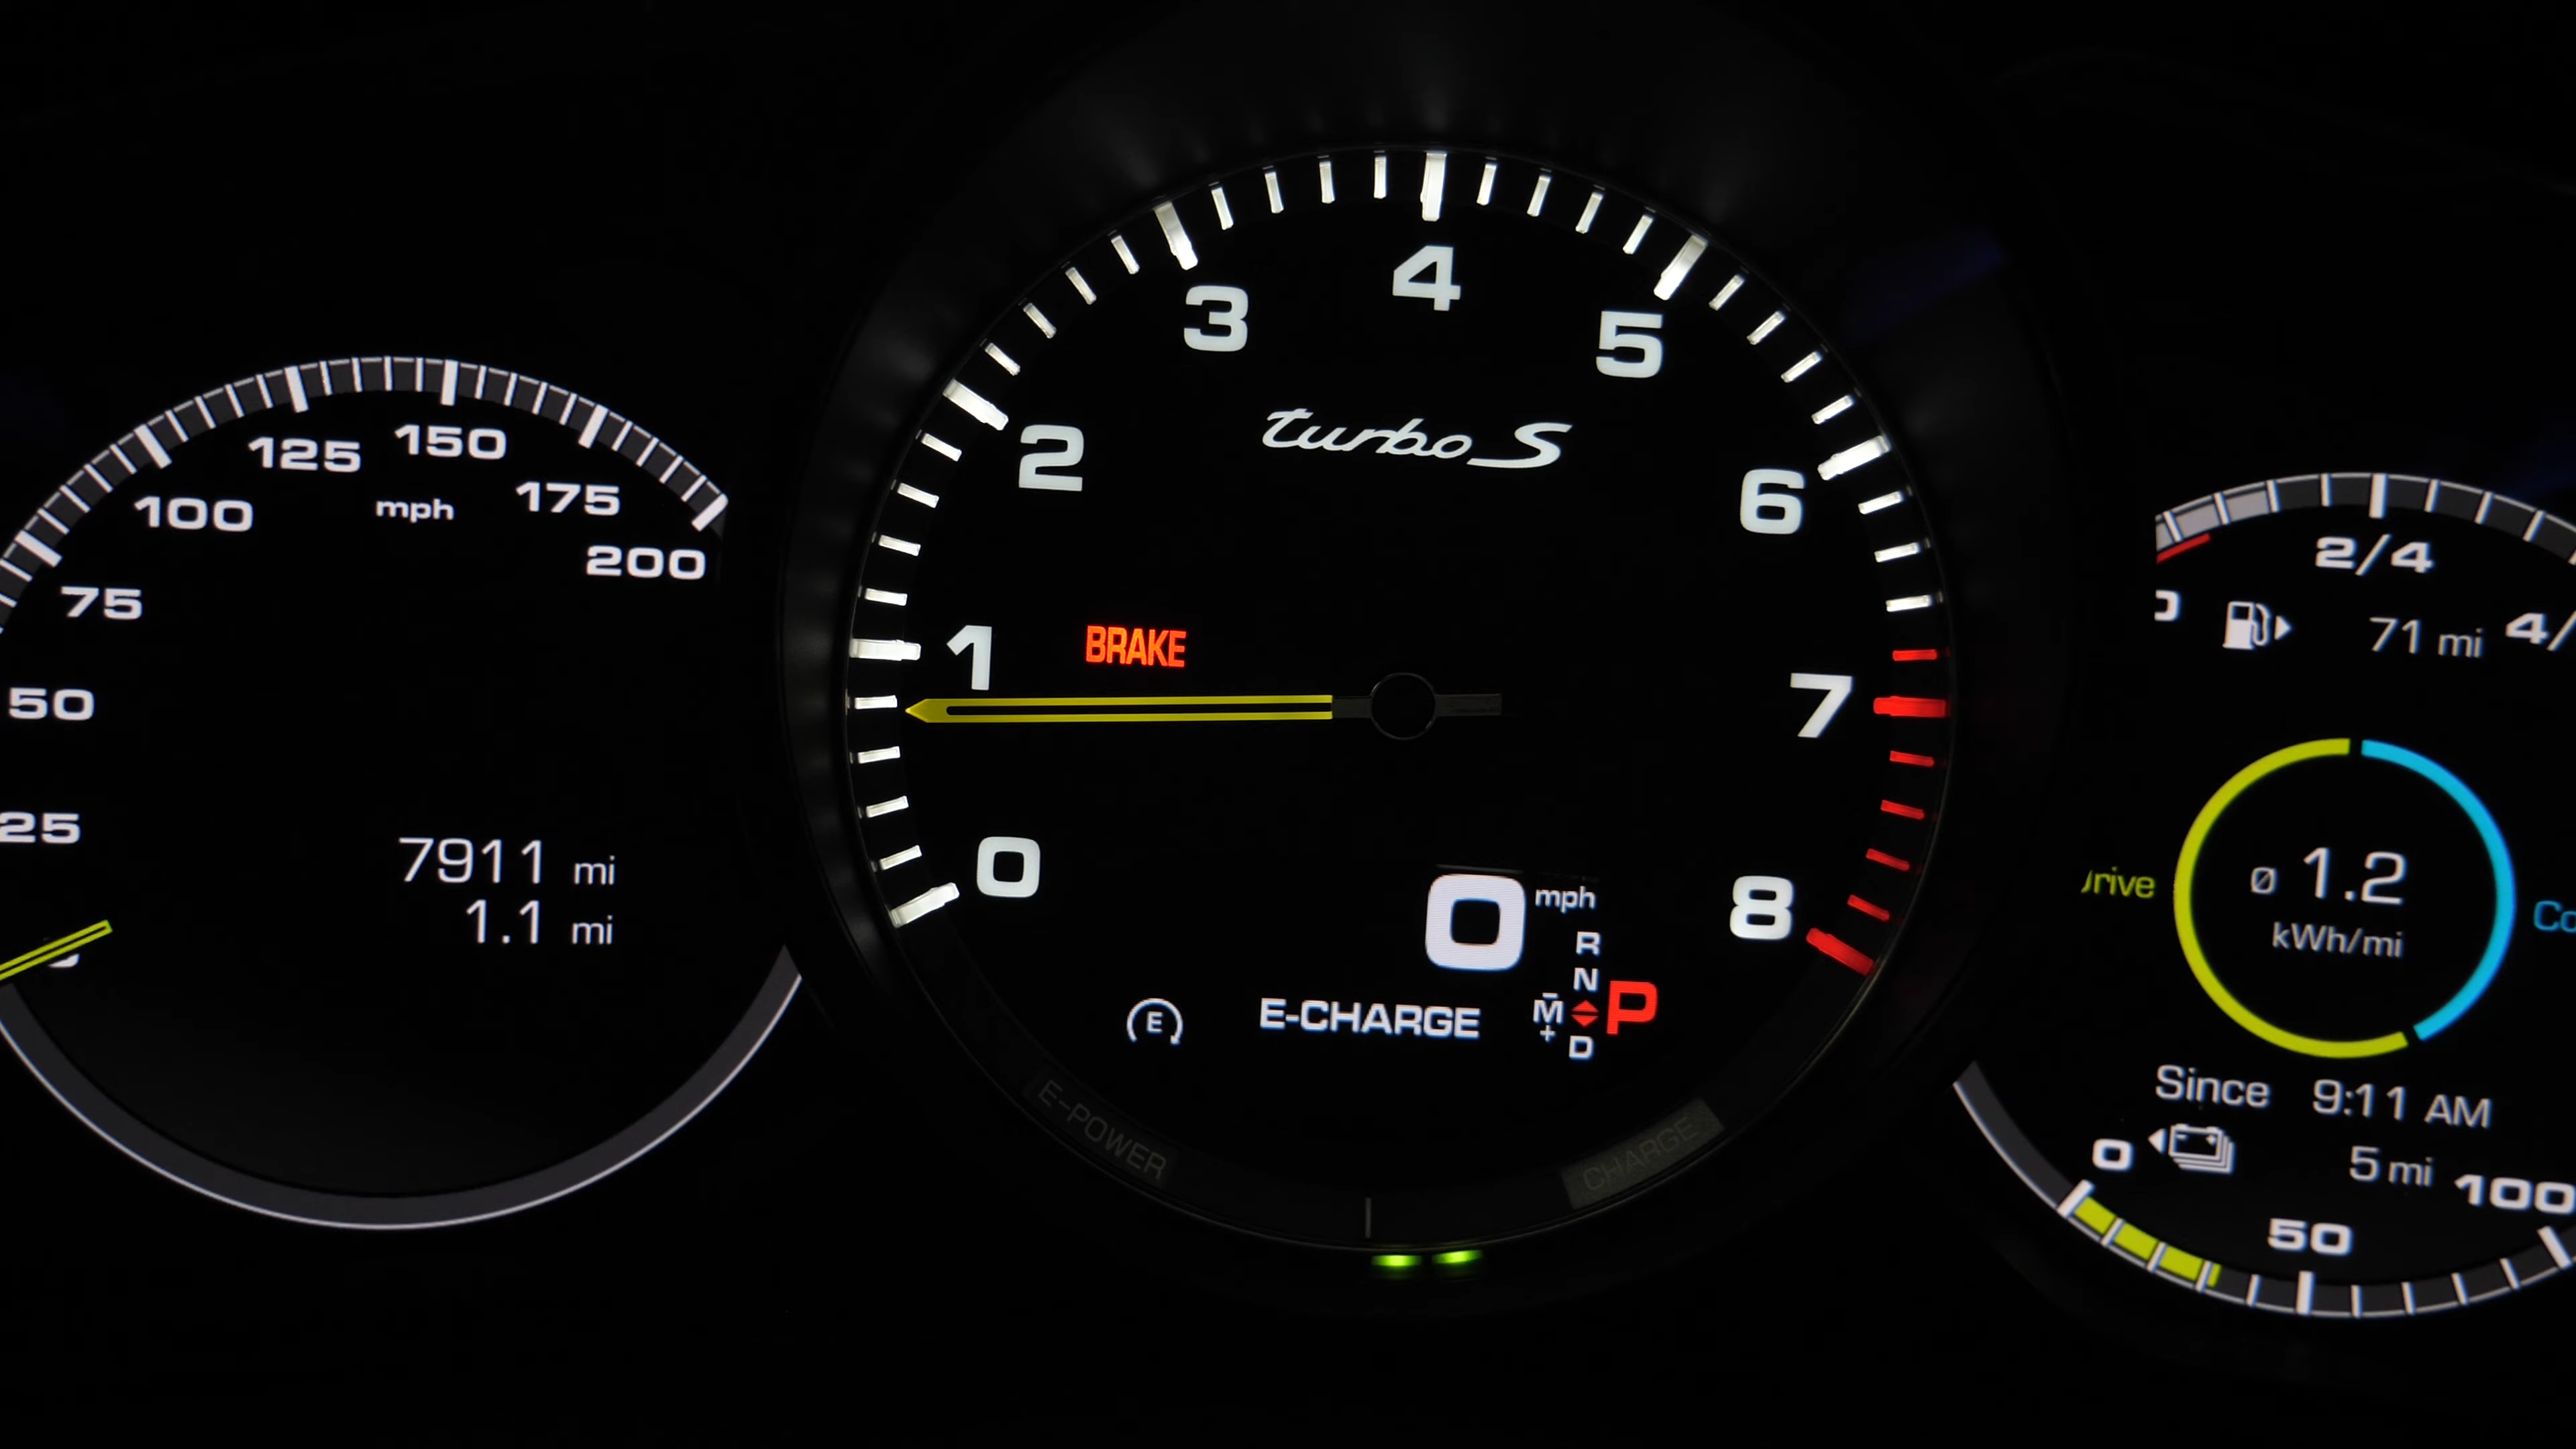 25
50
75
100
125
150
175
200
mph
7911 mi
1.1 mi
0
1
2
3
4
5
6
7
8
turbo S
BRAKE
0 mph
R
N
M
-
+
D
P
E
E-CHARGE
E-POWER
CHARGE
2/4
71 mi
ø 1.2
kWh/mi
Since 9:11 AM
5 mi
0
50
100